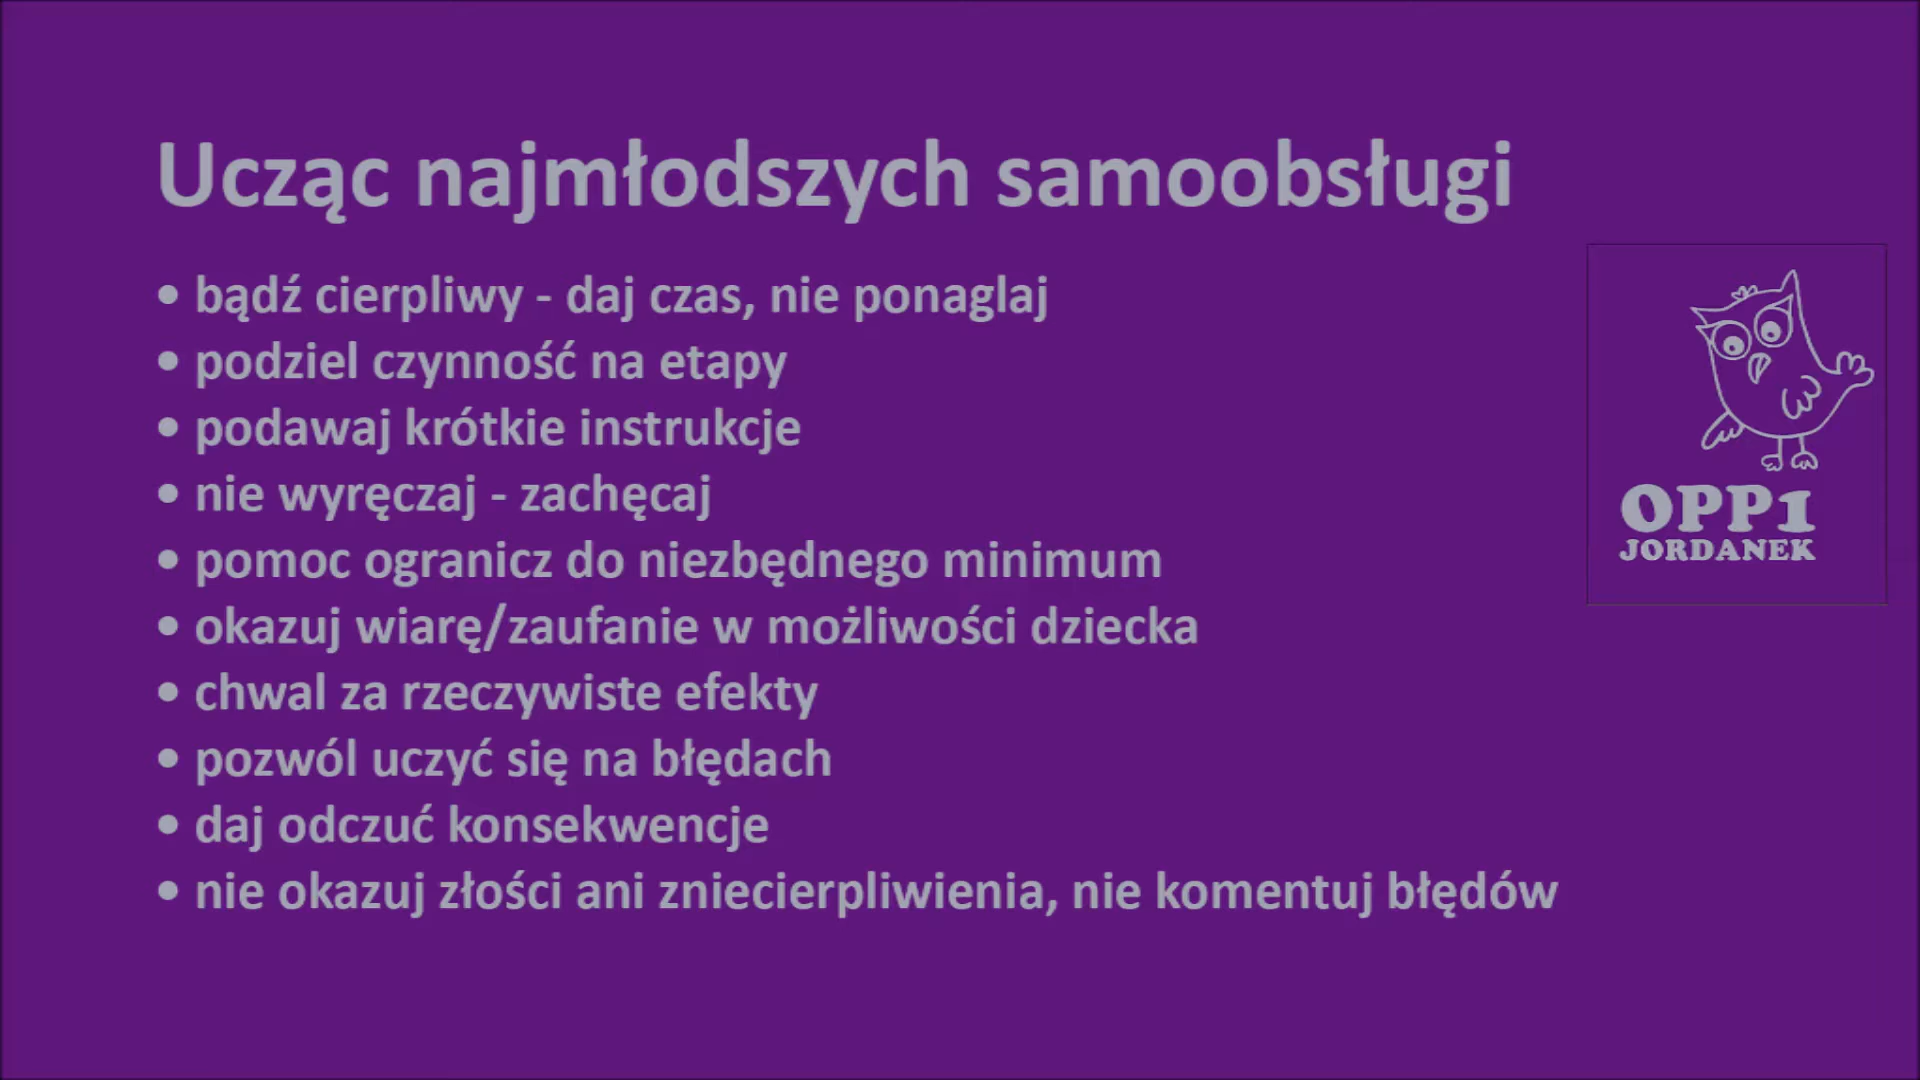 Ucząc najmłodszych samoobsługi
• bądź cierpliwy - daj czas, nie ponaglaj
• podziel czynność na etapy
• podawaj krótkie instrukcje
• nie wyręczaj - zachęcaj
• pomoc ogranicz do niezbędnego minimum
• okazuj wiarę/zaufanie w możliwości dziecka
• chwal za rzeczywiste efekty
• pozwól uczyć się na błędach
• daj odczuć konsekwencje
• nie okazuj złości ani zniecierpliwienia, nie komentuj błędów
OPP1
JORDANEK